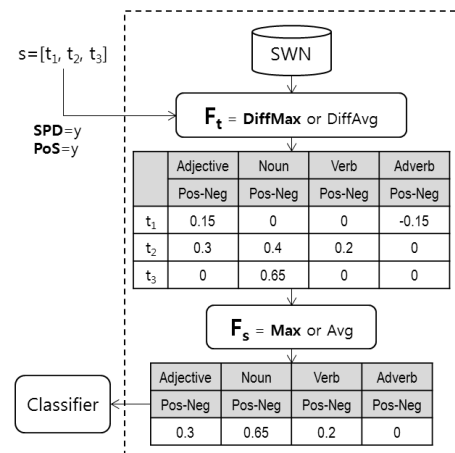 SWN
s=[t₁, t₂, t₃]
SPD=y
PoS=y
Fₜ = DiffMax or DiffAvg
Adjective Noun Verb Adverb
Pos-Neg Pos-Neg Pos-Neg Pos-Neg
t₁ 0.15 0 0 -0.15
t₂ 0.3 0.4 0.2 0
t₃ 0 0.65 0 0
Fₛ = Max or Avg
Adjective Noun Verb Adverb
Pos-Neg Pos-Neg Pos-Neg Pos-Neg
0.3 0.65 0.2 0
Classifier